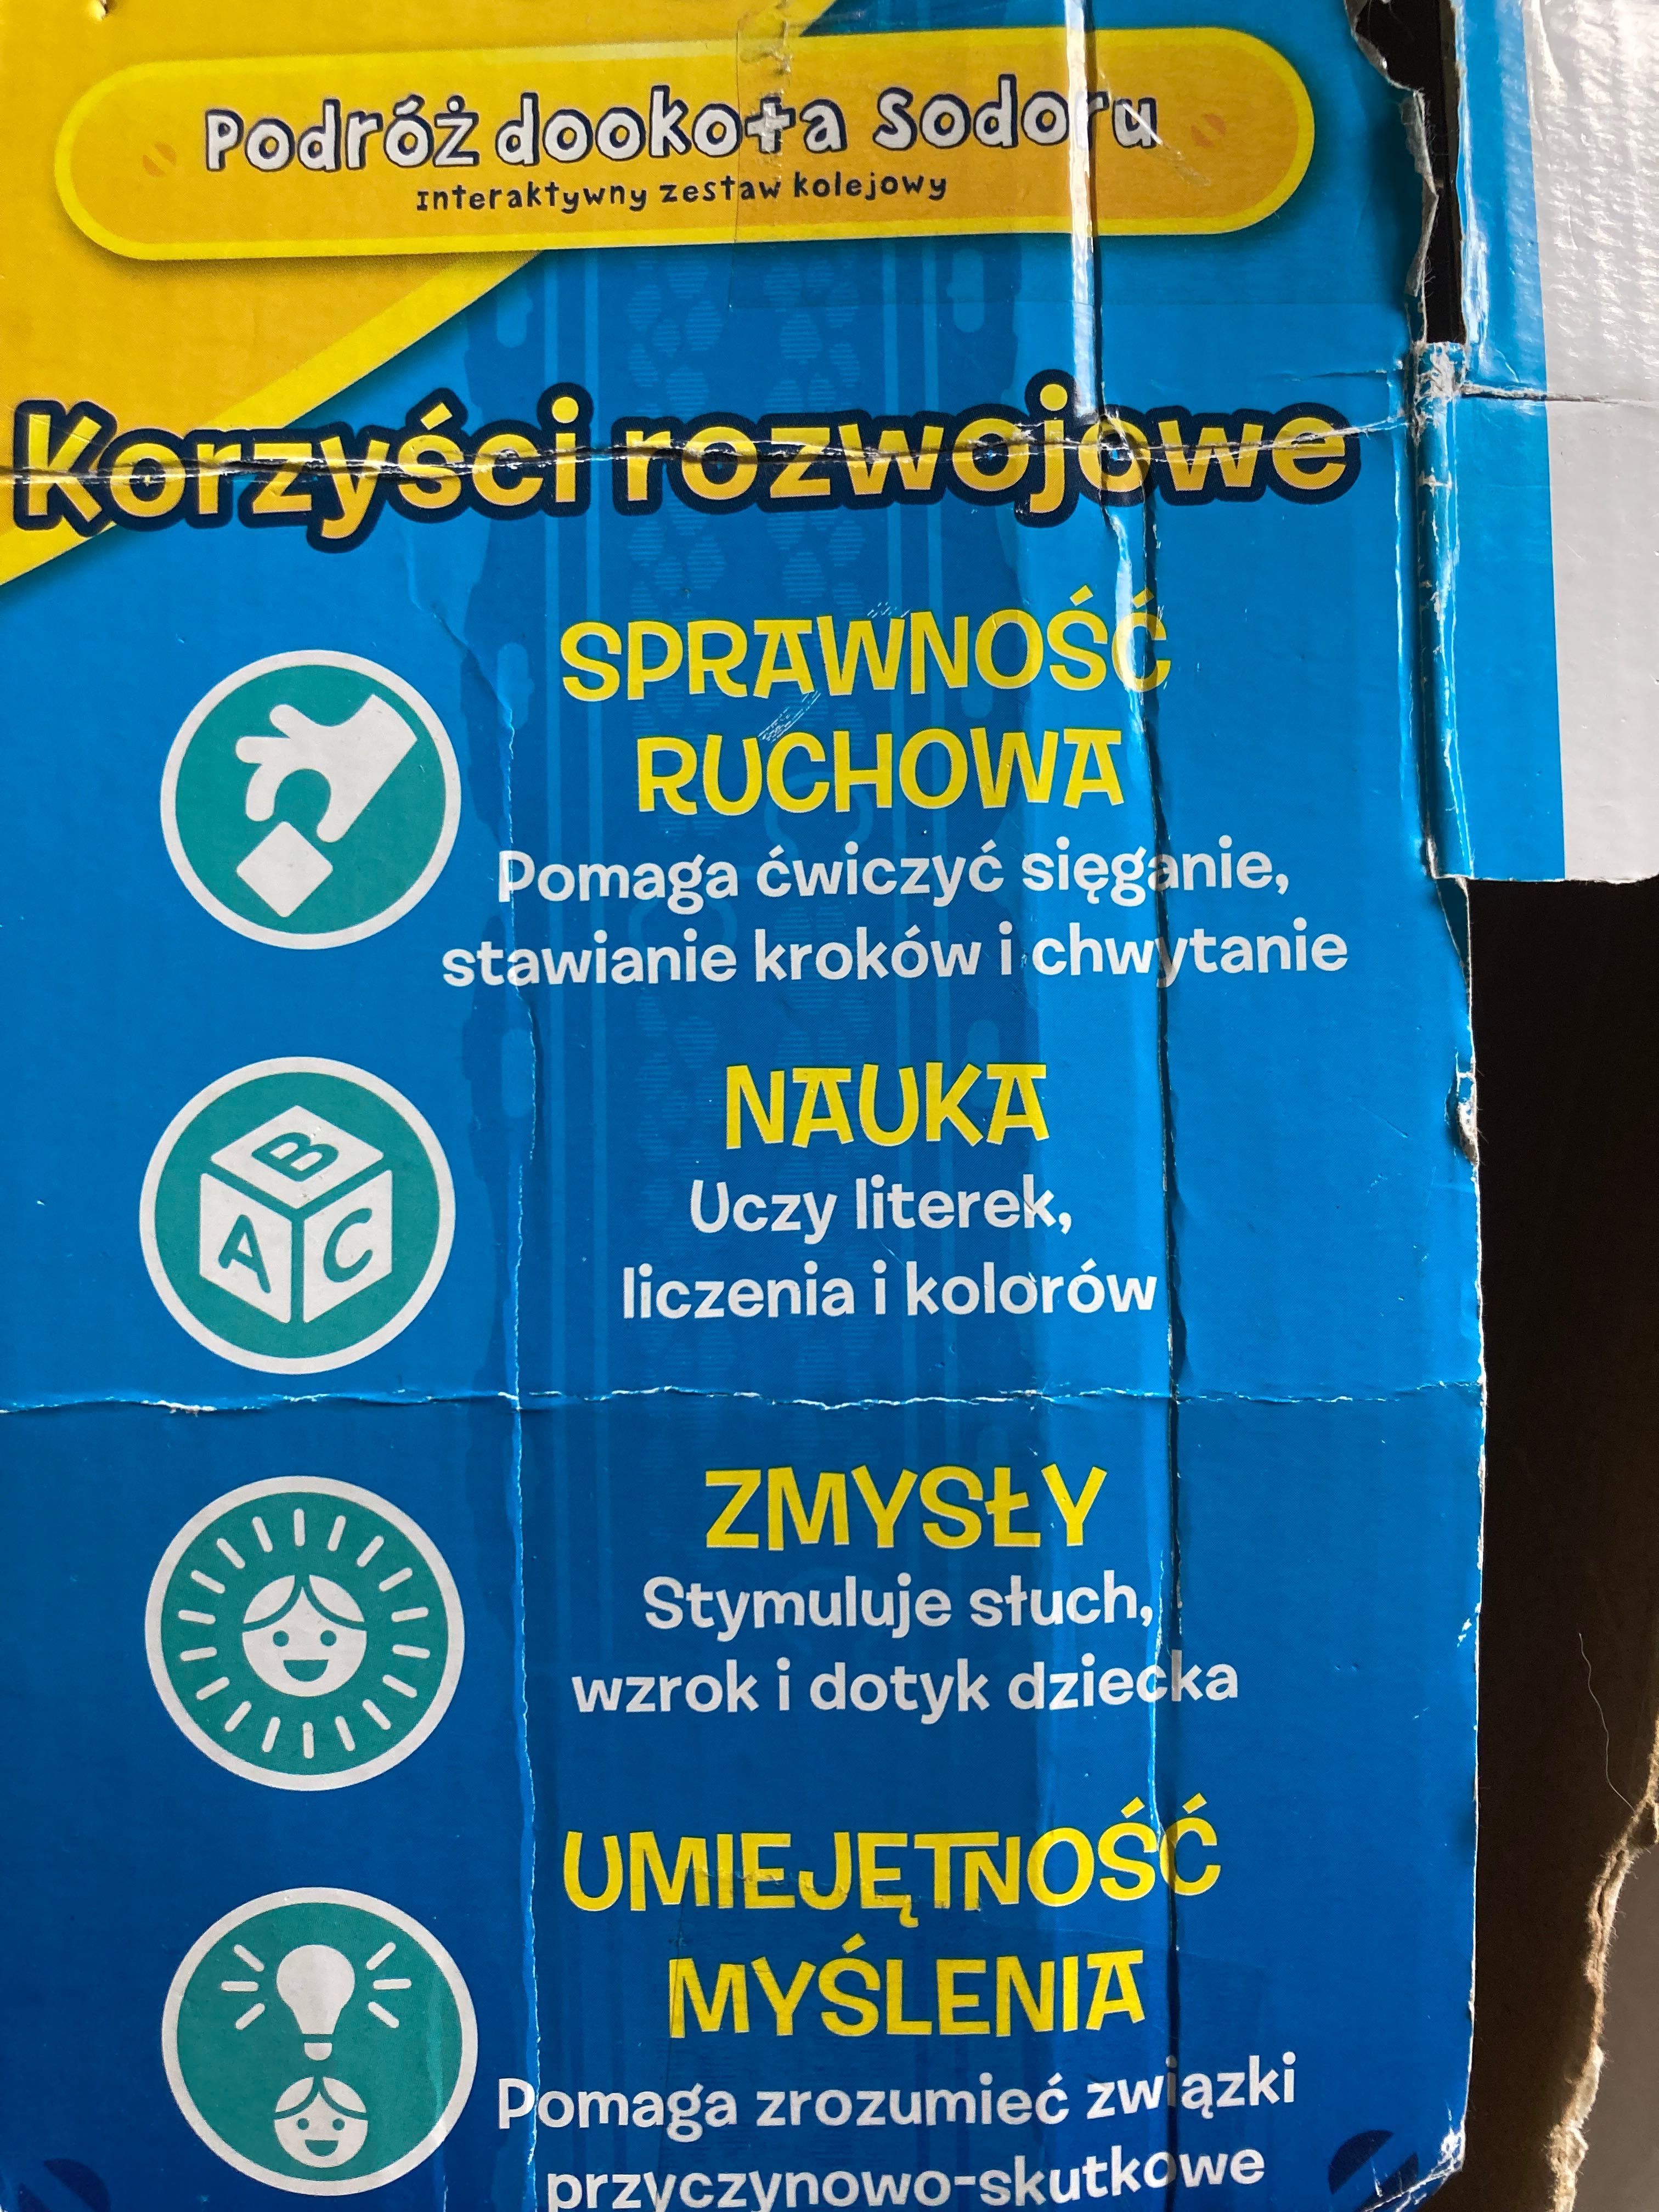 Podróż dookoła Sodoru
Interaktywny zestaw kolejowy
Korzyści rozwojowe
SPRAWNOŚĆ
RUCHOWA
Pomaga ćwiczyć sięganie,
stawianie kroków i chwytanie
B
A C
NAUKA
Uczy literek,
liczenia i kolorów
ZMYSŁY
Stymuluje słuch,
wzrok i dotyk dziecka
UMIEJĘTNOŚĆ
MYŚLENIA
Pomaga zrozumieć związki
przyczynowo-skutkowe